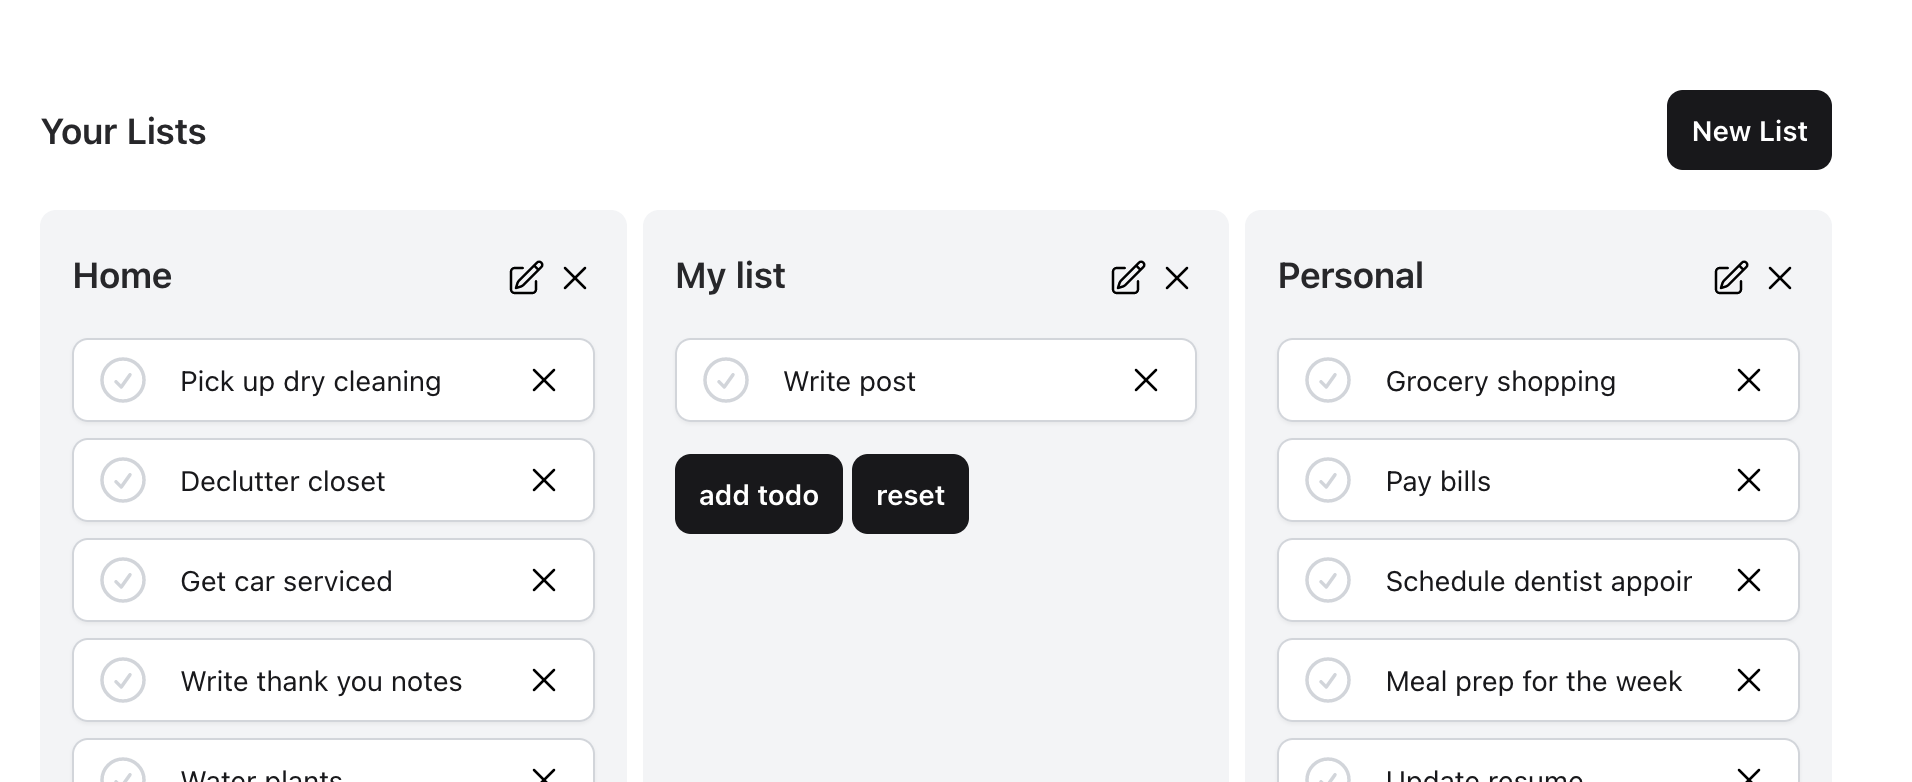 Your Lists
New List
Home
Pick up dry cleaning
Declutter closet
Get car serviced
Write thank you notes
Water plants
My list
Write post
add todo
reset
Personal
Grocery shopping
Pay bills
Schedule dentist appoin
Meal prep for the week
Update resume